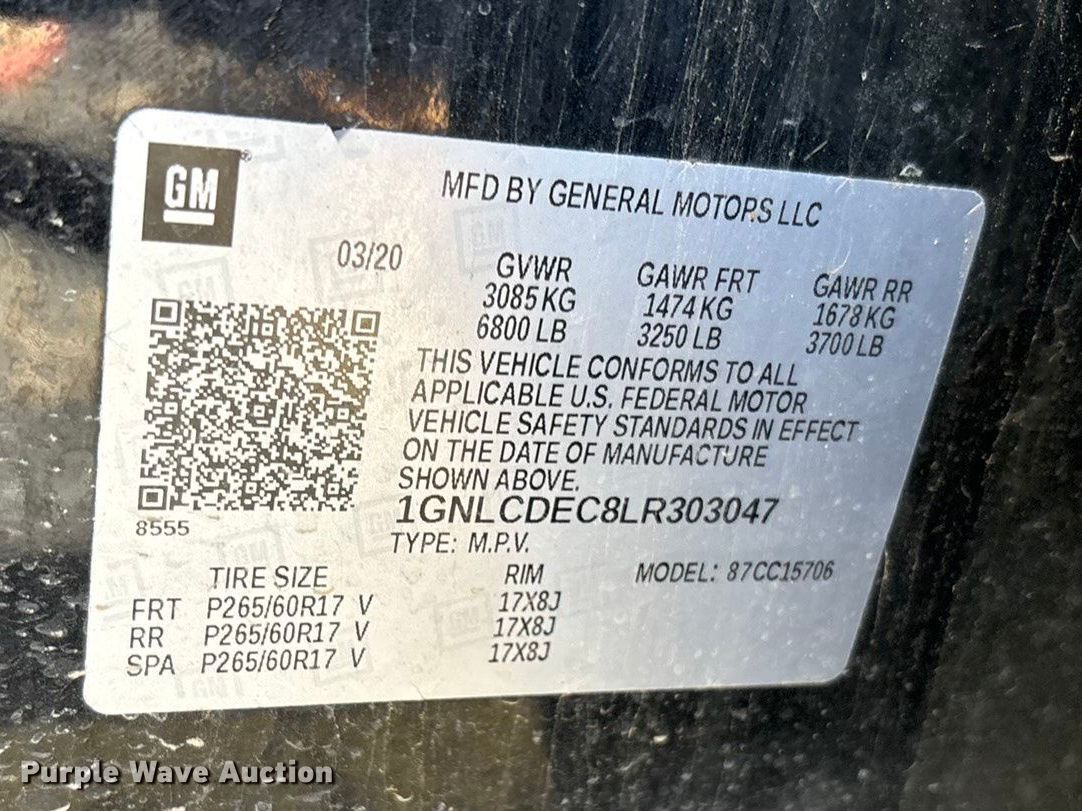 GM
MFD BY GENERAL MOTORS LLC
03/20
GVWR GAWR FRT GAWR RR
3085 KG 1474 KG 1678 KG
6800 LB 3250 LB 3700 LB
THIS VEHICLE CONFORMS TO ALL
APPLICABLE U.S. FEDERAL MOTOR
VEHICLE SAFETY STANDARDS IN EFFECT
ON THE DATE OF MANUFACTURE
SHOWN ABOVE.
8555
1GNLCDEC8LR303047
TYPE: M.P.V.
TIRE SIZE RIM MODEL: 87CC15706
FRT P265/60R17 V 17X8J
RR P265/60R17 V 17X8J
SPA P265/60R17 V 17X8J
Purple Wave Auction